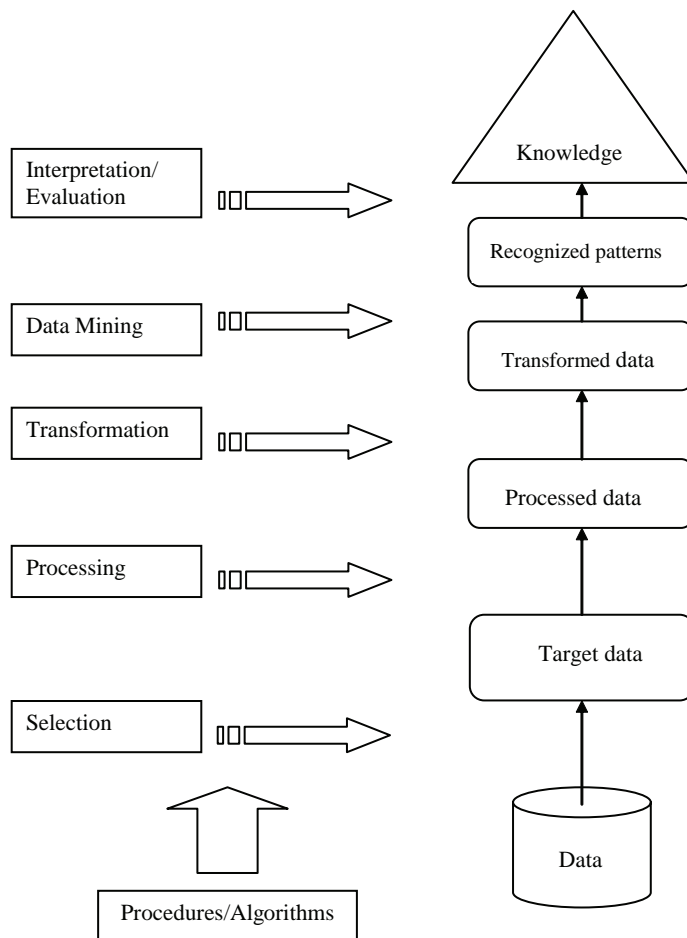 Knowledge
Interpretation/
Evaluation
Recognized patterns
Data Mining
Transformed data
Transformation
Processed data
Processing
Target data
Selection
Data
Procedures/Algorithms